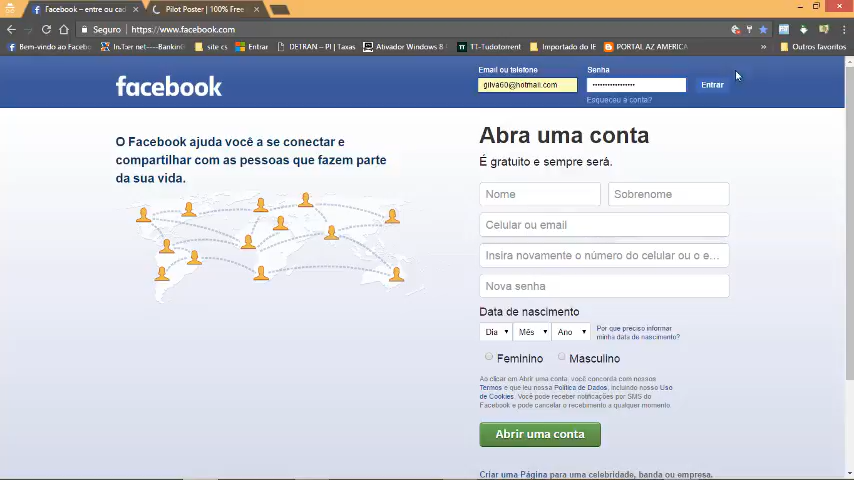 Facebook – entre ou cad
Pilot Poster | 100% Free
Seguro
https://www.facebook.com
Bem-vindo ao Facebo
In.ter net----Bankin
site cs
Entrar
DETRAN – PI | Taxas
Ativador Windows 8
TT-Tudotorrent
Importado do IE
PORTAL AZ AMERICA
»
Outros favoritos
facebook
Email ou telefone
Senha
gilva60@hotmail.com
Entrar
Esqueceu a conta?
O Facebook ajuda você a se conectar e
compartilhar com as pessoas que fazem parte
da sua vida.
Abra uma conta
É gratuito e sempre será.
Nome
Sobrenome
Celular ou email
Insira novamente o número do celular ou o e...
Nova senha
Data de nascimento
Dia
Mês
Ano
Por que preciso informar
minha data de nascimento?
Feminino
Masculino
Ao clicar em Abrir uma conta, você concorda com nossos
Termos e que leu nossa Política de Dados, incluindo nosso Uso
de Cookies. Você pode receber notificações por SMS do
Facebook e pode cancelar o recebimento a qualquer momento.
Abrir uma conta
Criar uma Página para uma celebridade, banda ou empresa.